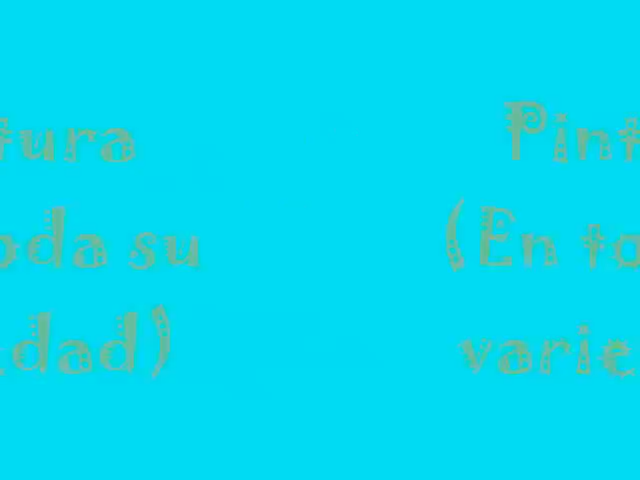 tura Pint
oda su (En to
dad) varie